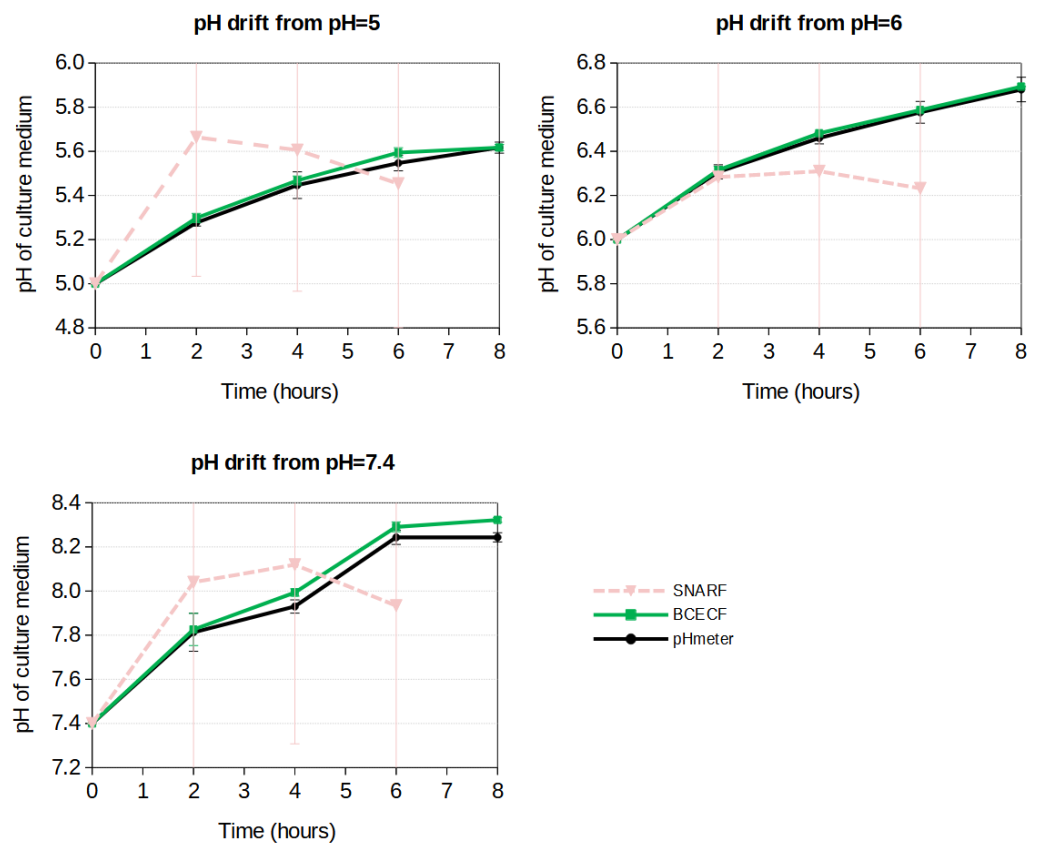 pH drift from pH=5
pH of culture medium
6.0
5.8
5.6
5.4
5.2
5.0
4.8
0 1 2 3 4 5 6 7 8
Time (hours)
pH drift from pH=6
pH of culture medium
6.8
6.6
6.4
6.2
6.0
5.8
5.6
0 1 2 3 4 5 6 7 8
Time (hours)
pH drift from pH=7.4
pH of culture medium
8.4
8.2
8.0
7.8
7.6
7.4
7.2
0 1 2 3 4 5 6 7 8
Time (hours)
SNARF
BCECF
pHmeter